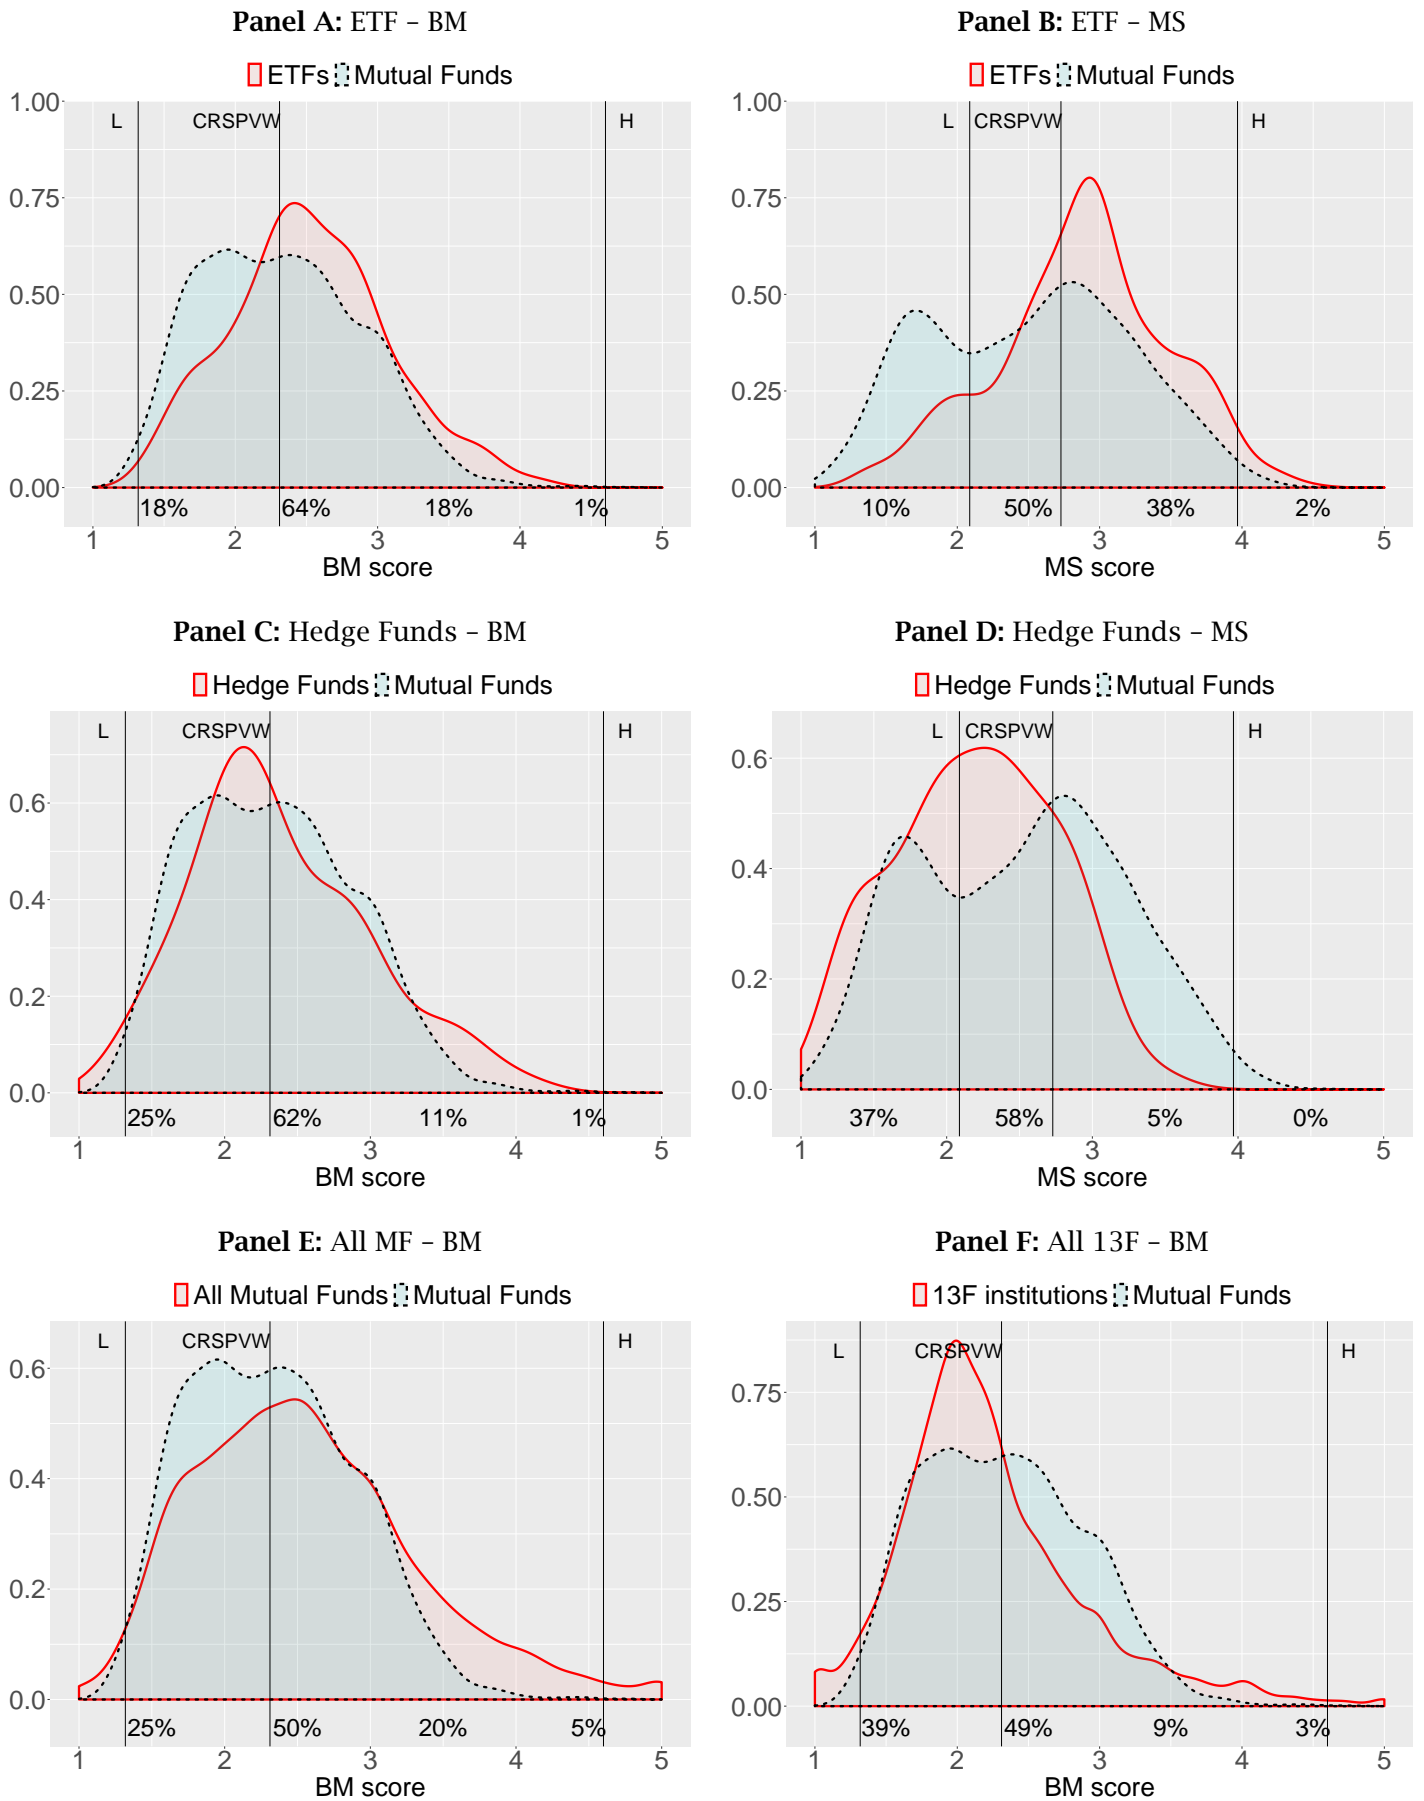 Panel A: ETF – BM
ETFs Mutual Funds
L CRSPVW H
1.00
0.75
0.50
0.25
0.00
18% 64% 18% 1%
1 2 3 4 5
BM score
Panel B: ETF – MS
ETFs Mutual Funds
L CRSPVW H
1.00
0.75
0.50
0.25
0.00
10% 50% 38% 2%
1 2 3 4 5
MS score
Panel C: Hedge Funds – BM
Hedge Funds Mutual Funds
L CRSPVW H
0.6
0.4
0.2
0.0
25% 62% 11% 1%
1 2 3 4 5
BM score
Panel D: Hedge Funds – MS
Hedge Funds Mutual Funds
L CRSPVW H
0.6
0.4
0.2
0.0
37% 58% 5% 0%
1 2 3 4 5
MS score
Panel E: All MF – BM
All Mutual Funds Mutual Funds
L CRSPVW H
0.6
0.4
0.2
0.0
25% 50% 20% 5%
1 2 3 4 5
BM score
Panel F: All 13F – BM
13F institutions Mutual Funds
L CRSPVW H
0.75
0.50
0.25
0.00
39% 49% 9% 3%
1 2 3 4 5
BM score